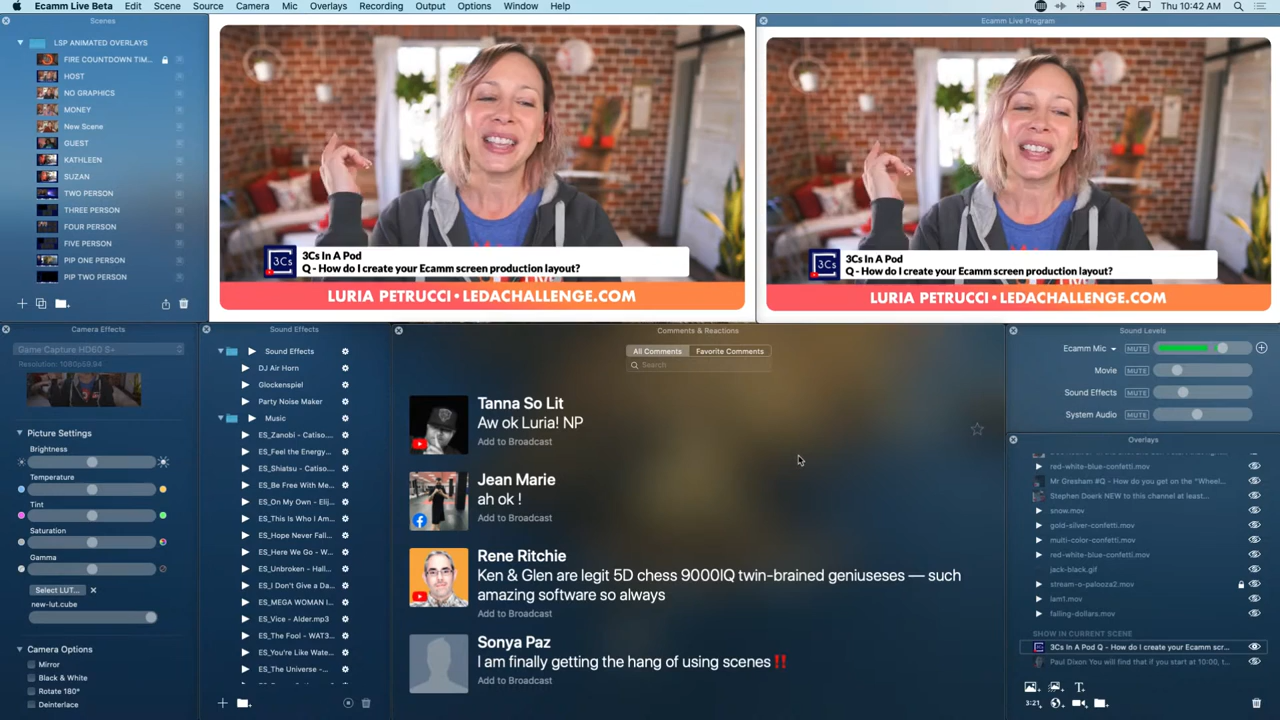 Ecamm Live Beta Edit Scene Source Camera Mic Overlays Recording Output Options Window Help
Thu 10:42 AM
Scenes
LSP ANIMATED OVERLAYS
FIRE COUNTDOWN TIM...
HOST
NO GRAPHICS
MONEY
New Scene
GUEST
KATHLEEN
SUZAN
TWO PERSON
THREE PERSON
FOUR PERSON
FIVE PERSON
PIP ONE PERSON
PIP TWO PERSON
3Cs
3Cs In A Pod
Q - How do I create your Ecamm screen production layout?
LURIA PETRUCCI • LEDACHALLENGE.COM
Ecamm Live Program
3Cs
3Cs In A Pod
Q - How do I create your Ecamm screen production layout?
LURIA PETRUCCI • LEDACHALLENGE.COM
Camera Effects
Game Capture HD60 S+
Resolution: 1080p59.94
Picture Settings
Brightness
Temperature
Tint
Saturation
Gamma
Select LUT...
new-lut.cube
Camera Options
Mirror
Black & White
Rotate 180°
Deinterlace
Sound Effects
Sound Effects
DJ Air Horn
Glockenspiel
Party Noise Maker
Music
ES_Zanobi - Catiso...
ES_Feel the Energy...
ES_Shiatsu - Catiso...
ES_Be Free With Me...
ES_On My Own - Elij...
ES_This Is Who I Am...
ES_Hope Never Fail...
ES_Here We Go - W...
ES_Unbroken - Hall...
ES_I Don't Give a Da...
ES_MEGA WOMAN I...
ES_Vice - Alder.mp3
ES_The Fool - WAT3...
ES_You're Like Wate...
ES_The Universe -...
Comments & Reactions
All Comments Favorite Comments
Search
Tanna So Lit
Aw ok Luria! NP
Add to Broadcast
Jean Marie
ah ok !
Add to Broadcast
Rene Ritchie
Ken & Glen are legit 5D chess 9000IQ twin-brained geniuseses — such
amazing software so always
Add to Broadcast
Sonya Paz
I am finally getting the hang of using scenes‼️
Add to Broadcast
Sound Levels
Ecamm Mic MUTE
Movie MUTE
Sound Effects MUTE
System Audio MUTE
Overlays
red-white-blue-confetti.mov
Mr Gresham #Q - How do you get on the "Wheel...
Stephen Doerk NEW to this channel at least...
snow.mov
gold-silver-confetti.mov
multi-color-confetti.mov
red-white-blue-confetti.mov
jack-black.gif
stream-o-palooza2.mov
iam1.mov
falling-dollars.mov
SHOW IN CURRENT SCENE
3Cs In A Pod Q - How do I create your Ecamm scr...
Paul Dixon You will find that if you start at 10:00, t...
3:21